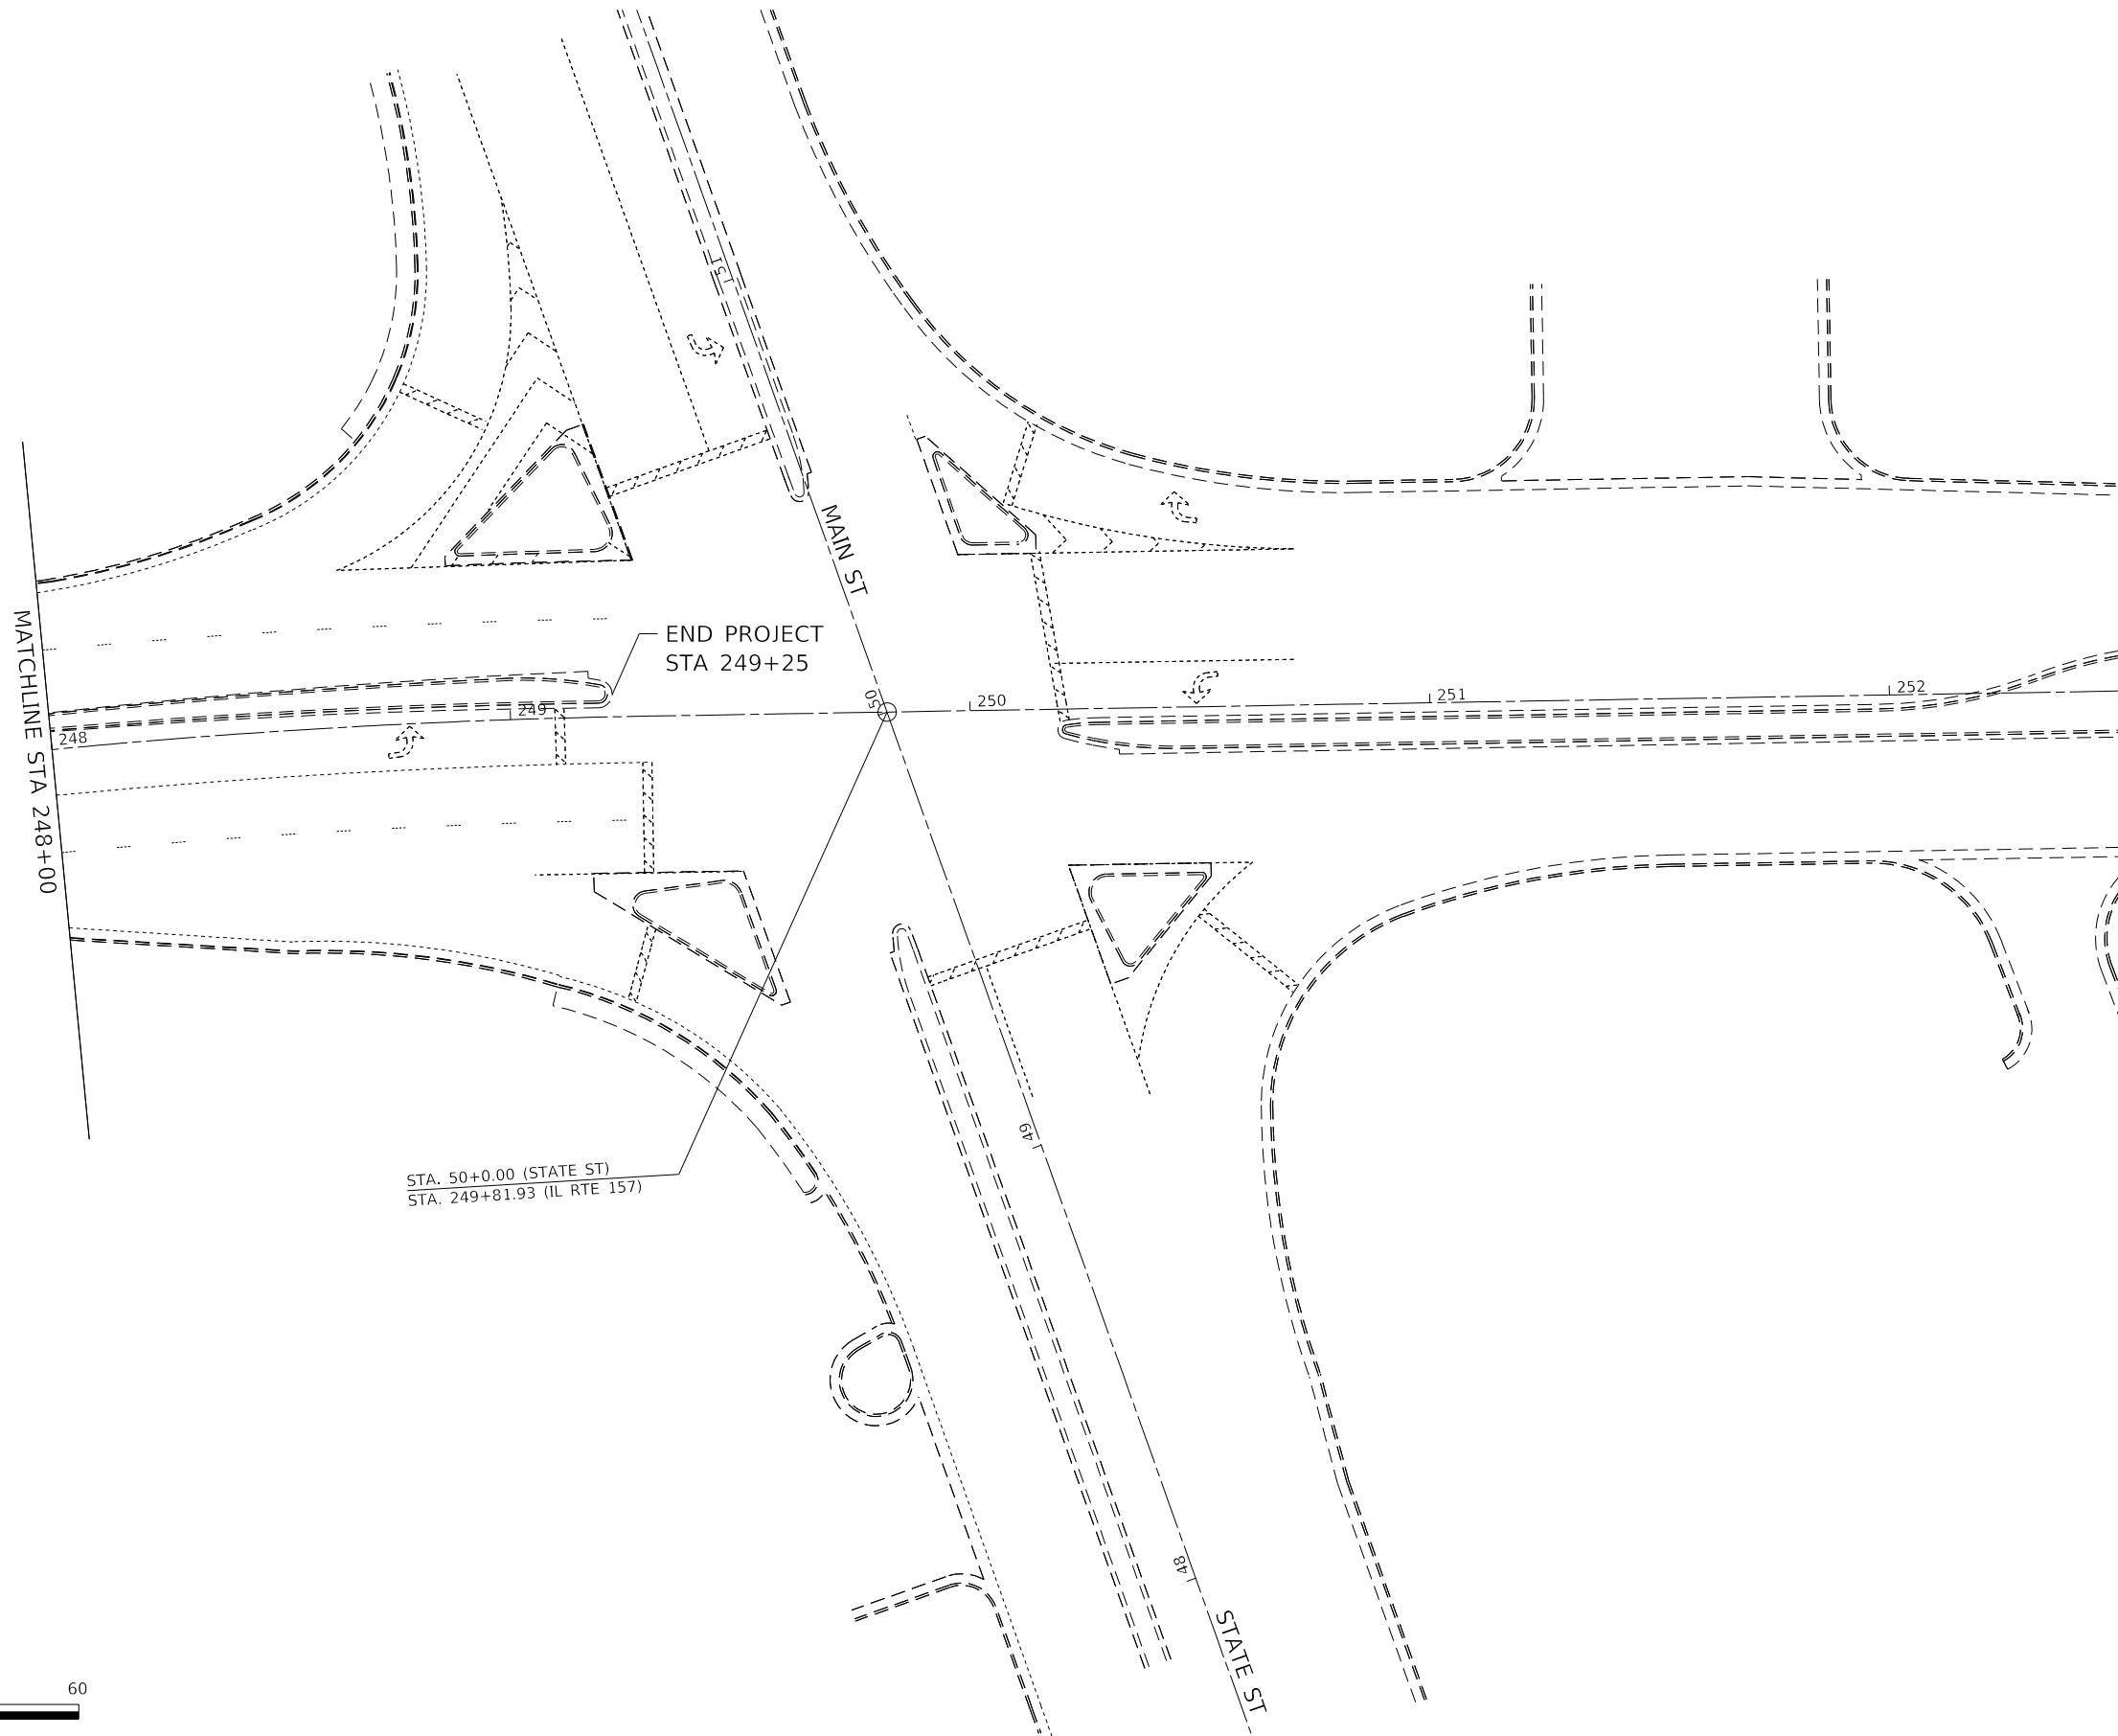 51
MAIN ST
END PROJECT
STA 249+25
MATCHLINE STA 248+00
248
249
50
250
251
252
49
STA. 50+0.00 (STATE ST)
STA. 249+81.93 (IL RTE 157)
48
STATE ST
60